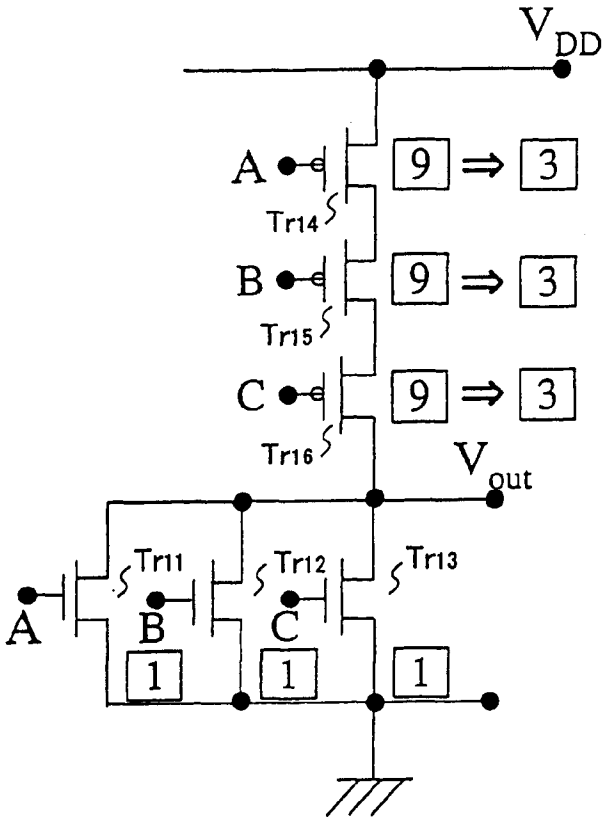 V_DD
A 9 ⇒ 3
Tr14
B 9 ⇒ 3
Tr15
C 9 ⇒ 3
Tr16
V_out
Tr11 Tr12 Tr13
A B C
1 1 1